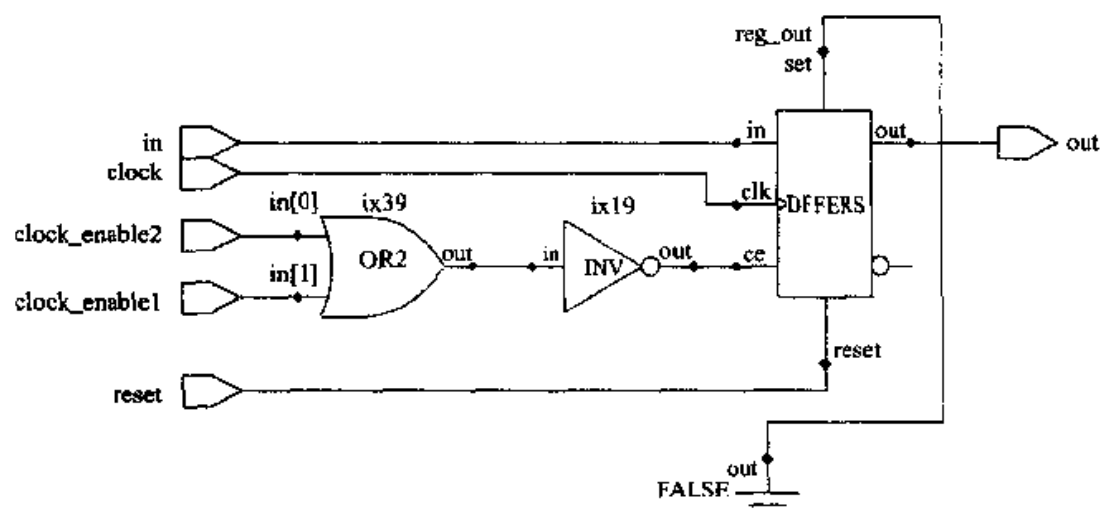 reg_out
set
in
in
out
out
clock
clk
DFFERS
in[0]
ix39
ix19
clock_enable2
OR2
out
in
INV
out
ce
in[1]
clock_enable1
reset
reset
out
FALSE